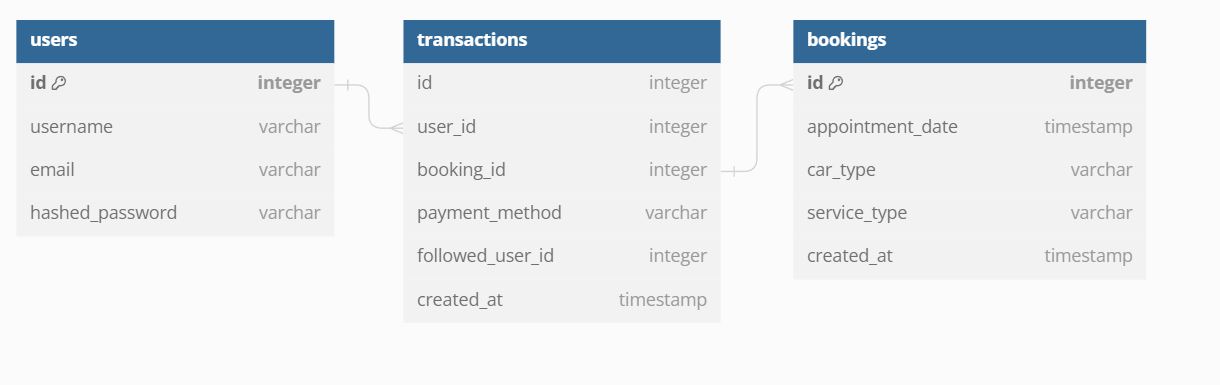 users
id integer
username varchar
email varchar
hashed_password varchar
transactions
id integer
user_id integer
booking_id integer
payment_method varchar
followed_user_id integer
created_at timestamp
bookings
id integer
appointment_date timestamp
car_type varchar
service_type varchar
created_at timestamp